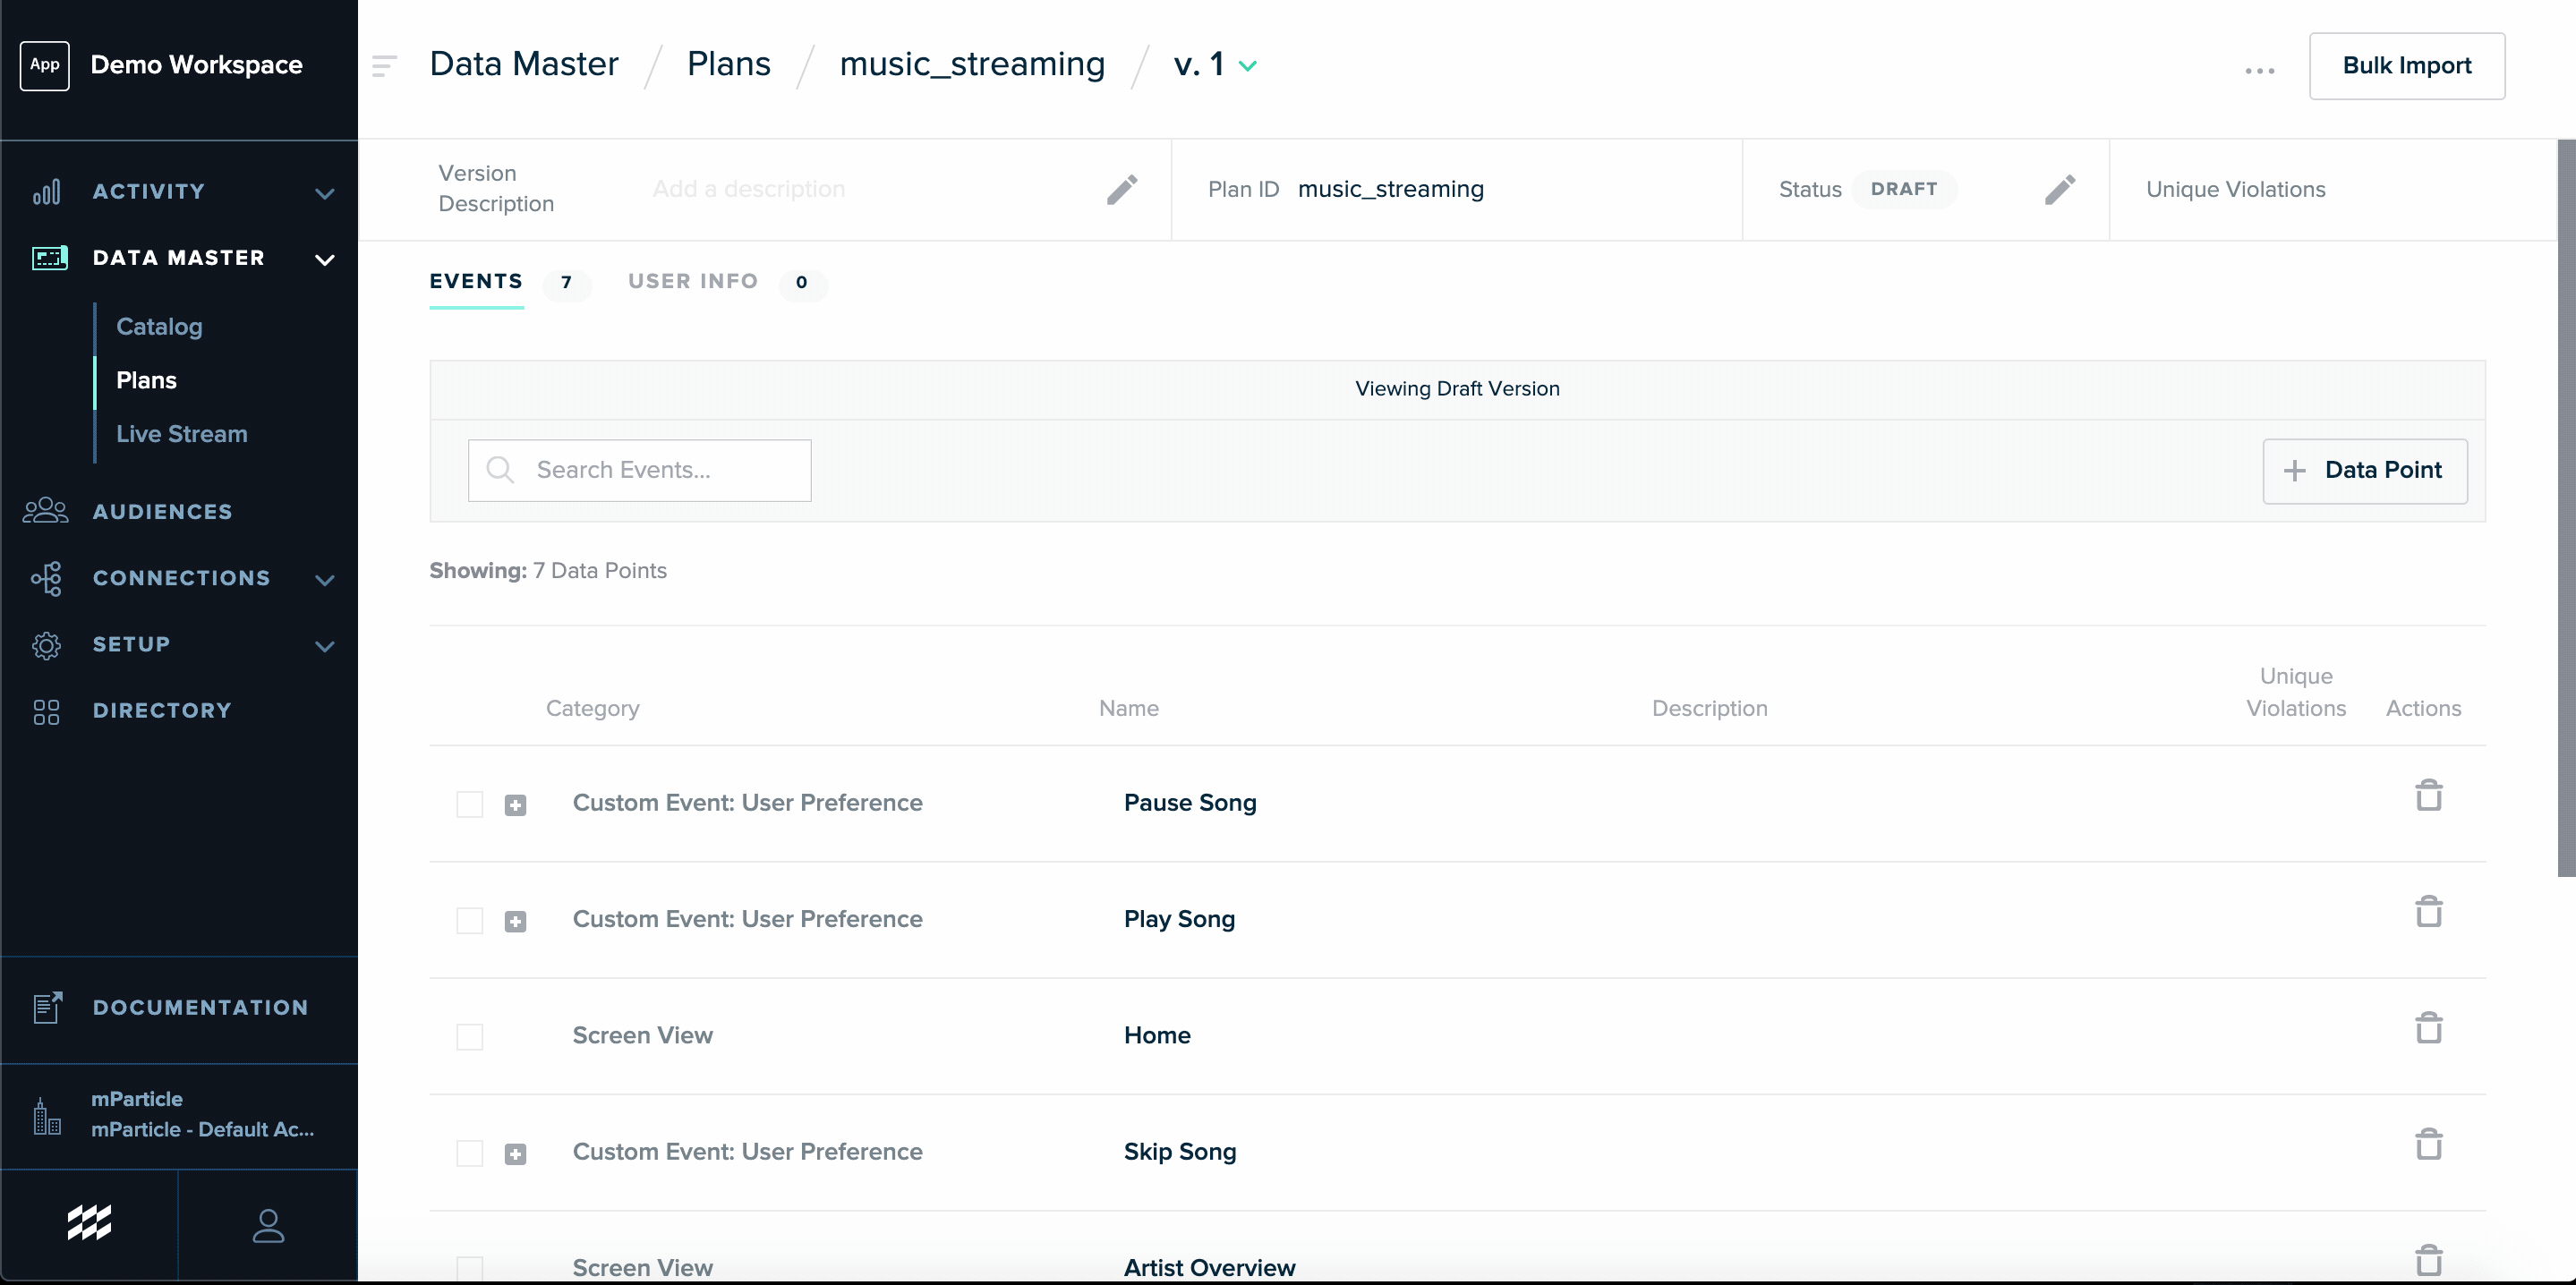 App
Demo Workspace
ACTIVITY
DATA MASTER
Catalog
Plans
Live Stream
AUDIENCES
CONNECTIONS
SETUP
DIRECTORY
DOCUMENTATION
mParticle
mParticle - Default Ac...
Data Master / Plans / music_streaming / v. 1
... Bulk Import
Version
Description
Add a description
Plan ID music_streaming
Status DRAFT
Unique Violations
EVENTS 7 USER INFO 0
Viewing Draft Version
Search Events...
+ Data Point
Showing: 7 Data Points
Category Name Description Unique Violations Actions
Custom Event: User Preference Pause Song
Custom Event: User Preference Play Song
Screen View Home
Custom Event: User Preference Skip Song
Screen View Artist Overview